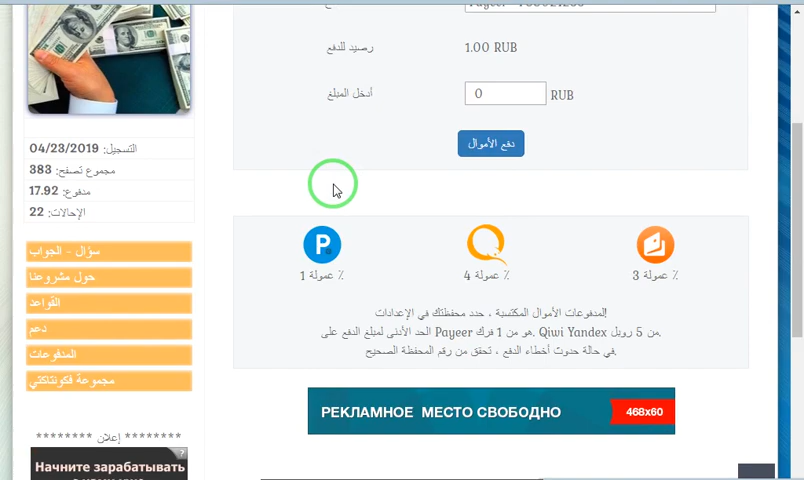 رصيد للدفع
1.00 RUB
أدخل المبلغ
0
RUB
دفع الأموال
التسجيل: 04/23/2019
مجموع تصفح: 383
مدفوع: 17.92
الإحالات: 22
سؤال - الجواب
حول مشروعنا
القواعد
دعم
المدفوعات
مجموعة فكونتاكتي
******** إعلان ********
Начните зарабатывать
٪ عمولة 1
٪ عمولة 4
٪ عمولة 3
لمدفوعات الأموال المكتسبة ، حدد محفظتك في الإعدادات!
من 5 روبل Qiwi Yandex .هو من 1 فرك Payeer الحد الأدنى لمبلغ الدفع على.
في حالة حدوث أخطاء الدفع ، تحقق من رقم المحفظة الصحيح.
РЕКЛАМНОЕ МЕСТО СВОБОДНО
468x60